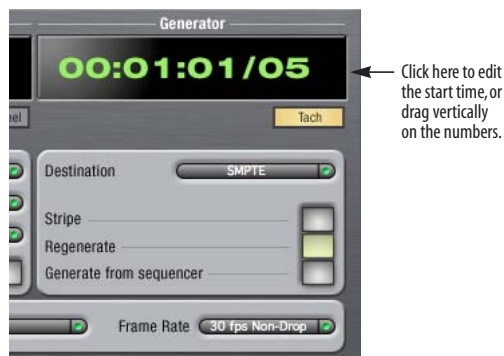 Generator
00:01:01/05
Click here to edit
the start time, or
drag vertically
on the numbers.
Tach
Destination
SMPTE
Stripe
Regenerate
Generate from sequencer
Frame Rate
30 fps Non-Drop